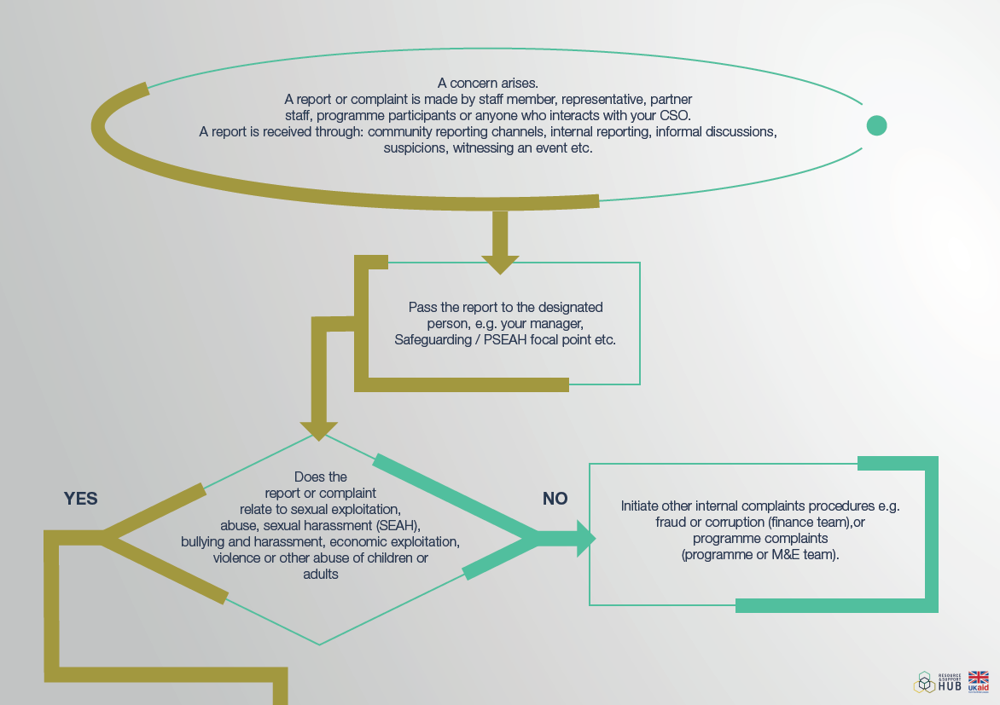 A concern arises.
A report or complaint is made by staff member, representative, partner
staff, programme participants or anyone who interacts with your CSO.
A report is received through: community reporting channels, internal reporting, informal discussions,
suspicions, witnessing an event etc.
Pass the report to the designated
person, e.g. your manager,
Safeguarding / PSEAH focal point etc.
Does the
report or complaint
relate to sexual exploitation,
abuse, sexual harassment (SEAH),
bullying and harassment, economic exploitation,
violence or other abuse of children or
adults
YES
NO
Initiate other internal complaints procedures e.g.
fraud or corruption (finance team),or
programme complaints
(programme or M&E team).
RESOURCE
&SUPPORT
HUB
UKaid